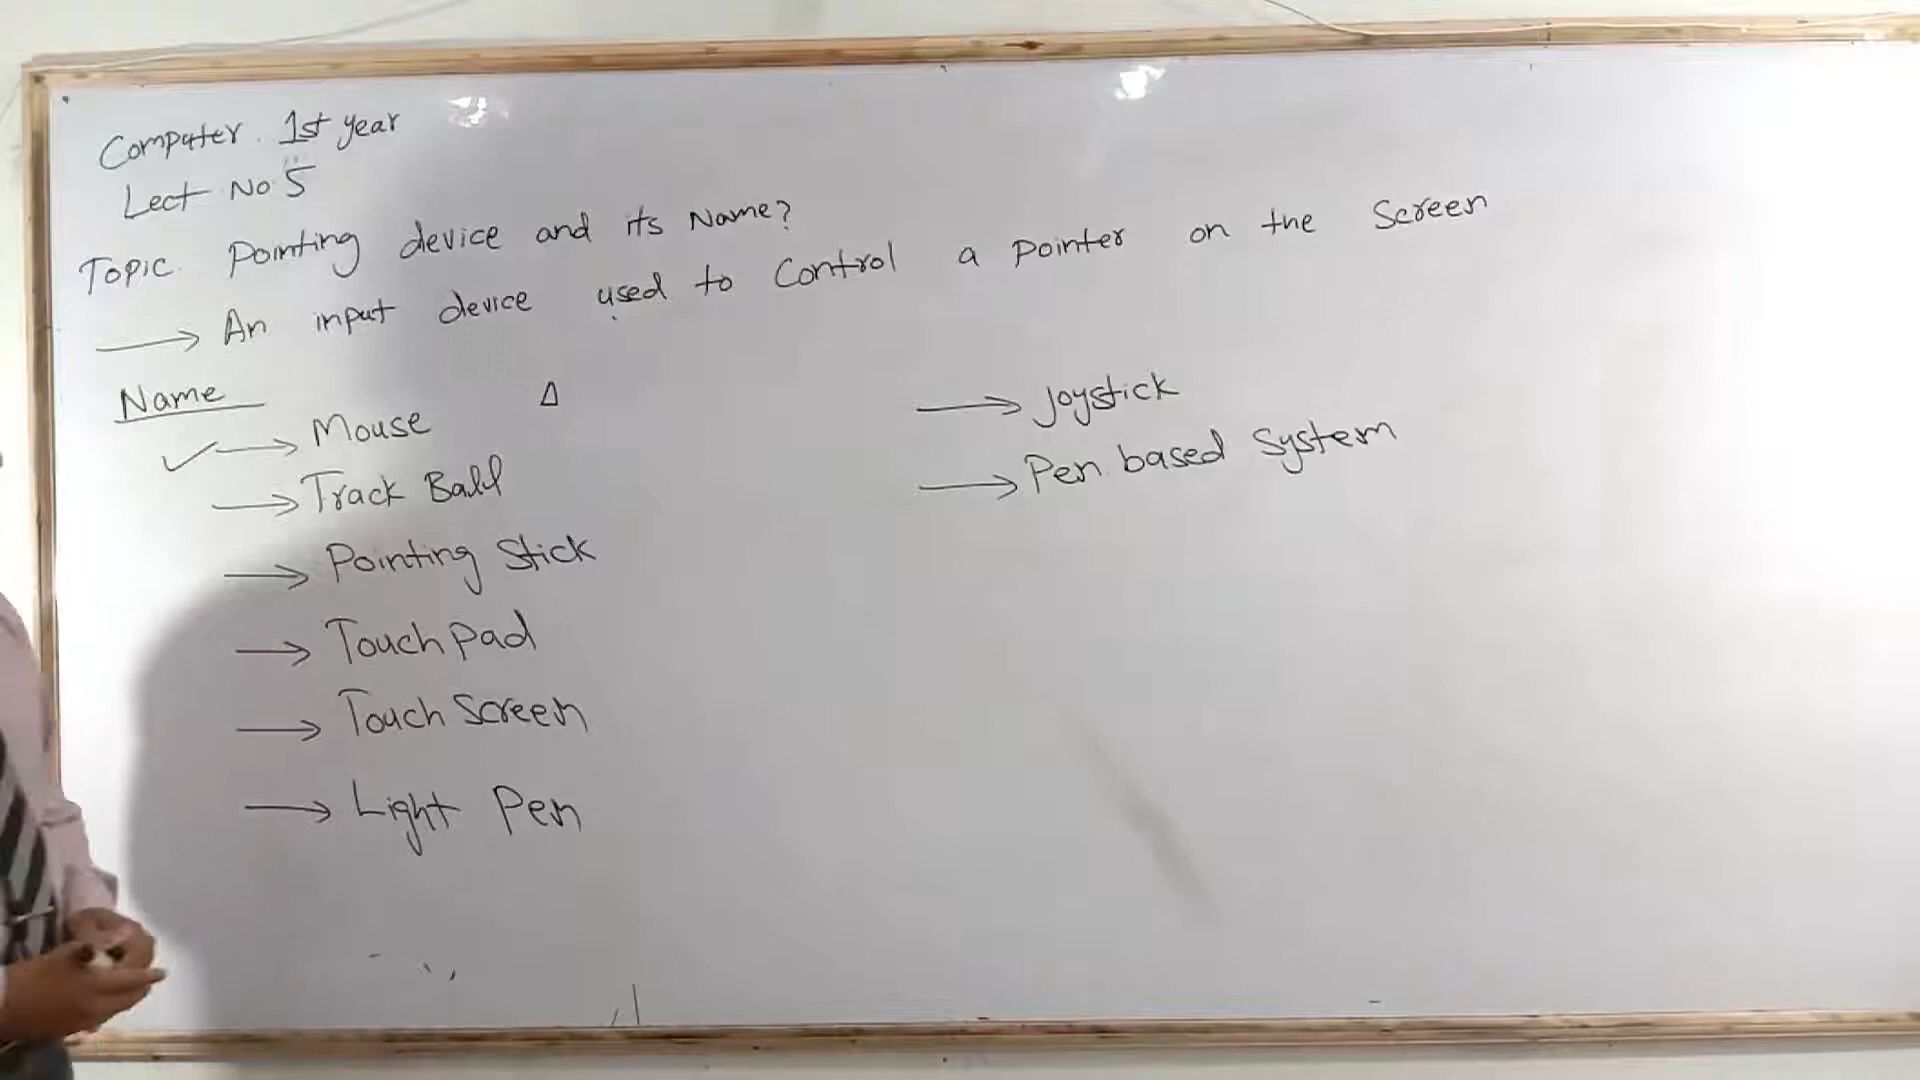 Computer. 1st year
Lect No 5
Topic. Pointing device and its Name?
→ An input device used to Control a Pointer on the Screen
Name
✓→ Mouse
→ Track Ball
→ Pointing Stick
→ Touch pad
→ Touch Screen
→ Light Pen
→ Joystick
→ Pen based System